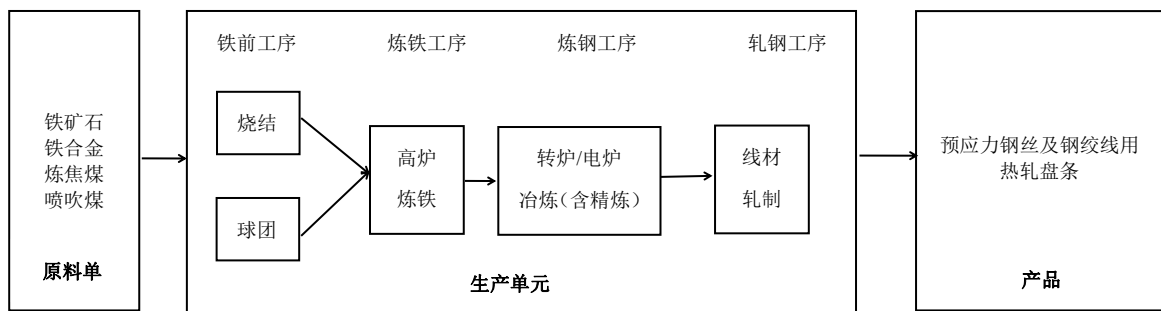 铁矿石
铁合金
炼焦煤
喷吹煤
原料单
铁前工序
炼铁工序
炼钢工序
轧钢工序
烧结
球团
高炉
炼铁
转炉/电炉
冶炼(含精炼)
线材
轧制
生产单元
预应力钢丝及钢绞线用
热轧盘条
产品